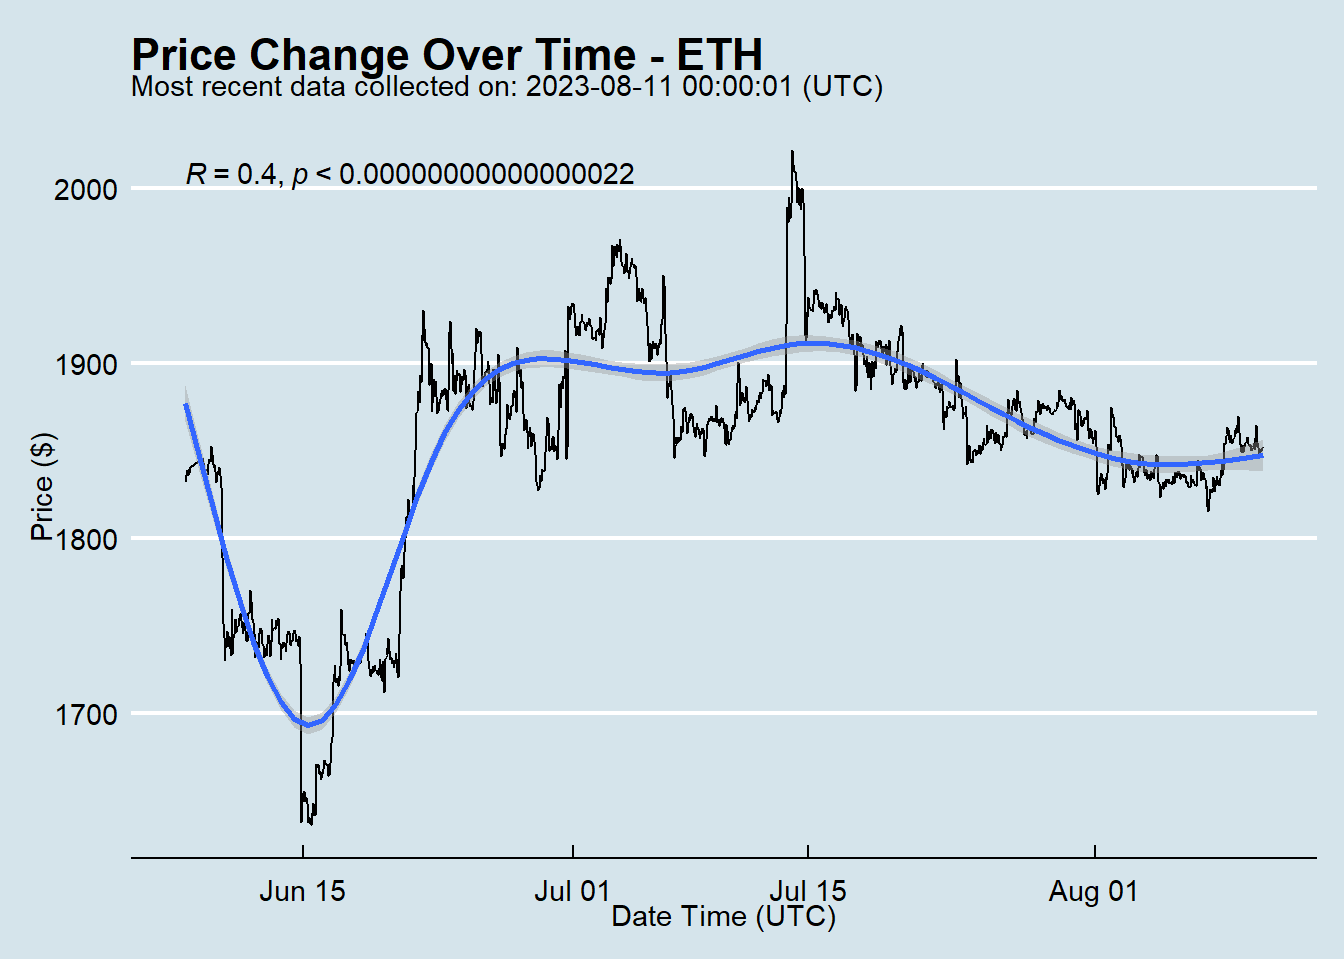 Price Change Over Time - ETH
Most recent data collected on: 2023-08-11 00:00:01 (UTC)
R = 0.4, p < 0.00000000000000022
2000
1900
1800
1700
Price ($)
Jun 15
Jul 01
Jul 15
Aug 01
Date Time (UTC)